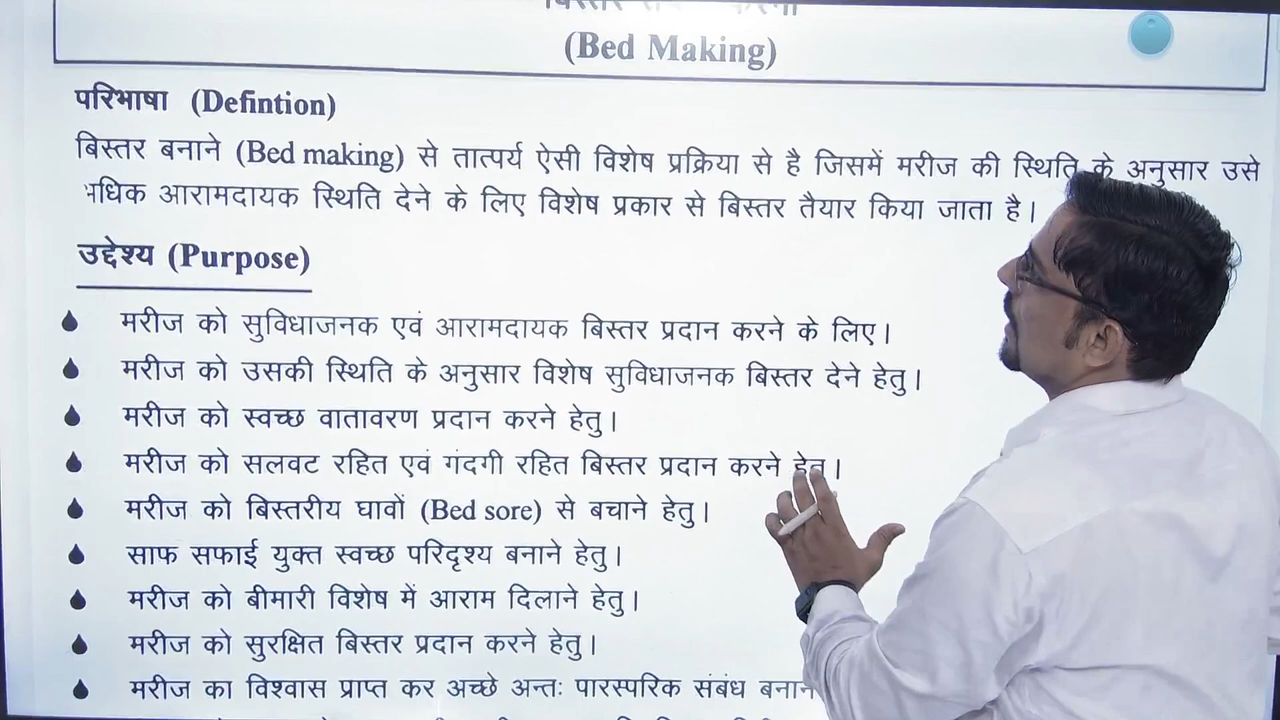 (Bed Making)
परिभाषा (Defintion)
बिस्तर बनाने (Bed making) से तात्पर्य ऐसी विशेष प्रक्रिया से है जिसमें मरीज की स्थिति के अनुसार उसे
आरामदायक स्थिति देने के लिए विशेष प्रकार से बिस्तर तैयार किया जाता है।
उद्देश्य (Purpose)
मरीज को सुविधाजनक एवं आरामदायक बिस्तर प्रदान करने के लिए।
मरीज को उसकी स्थिति के अनुसार विशेष सुविधाजनक बिस्तर देने हेतु।
मरीज को स्वच्छ वातावरण प्रदान करने हेतु।
मरीज को सलवट रहित एवं गंदगी रहित बिस्तर प्रदान करने हेतु।
मरीज को बिस्तरीय घावों (Bed sore) से बचाने हेतु।
साफ सफाई युक्त स्वच्छ परिदृश्य बनाने हेतु।
मरीज को बीमारी विशेष में आराम दिलाने हेतु।
मरीज को सुरक्षित बिस्तर प्रदान करने हेतु।
मरीज का विश्वास प्राप्त कर अच्छे अन्तः पारस्परिक संबंध बनाने